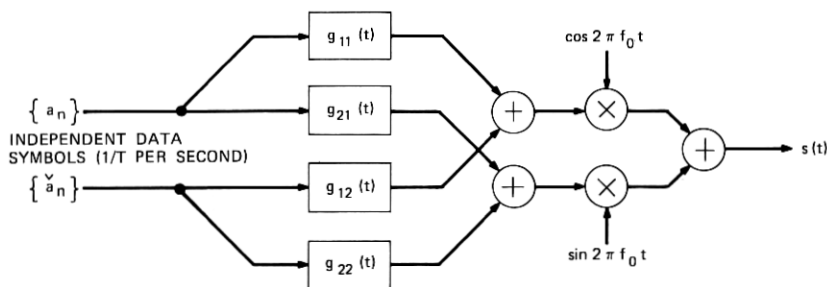 g₁₁ (t)
cos 2 π f₀ t
{ aₙ }
g₂₁ (t)
+
×
INDEPENDENT DATA
SYMBOLS (1/T PER SECOND)
+
s (t)
{ ǎₙ }
g₁₂ (t)
+
×
g₂₂ (t)
sin 2 π f₀ t